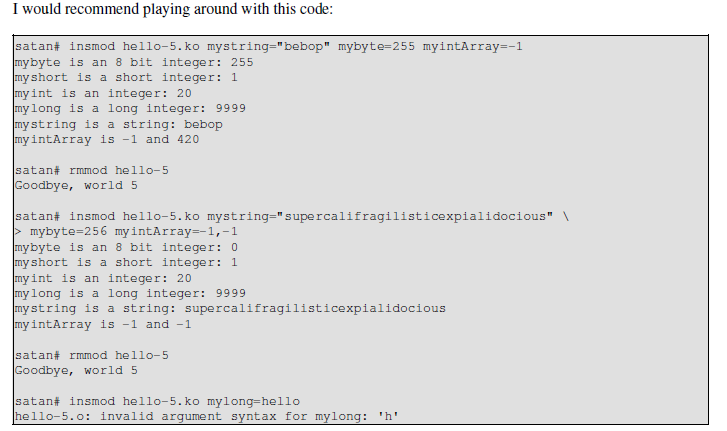 I would recommend playing around with this code:
satan# insmod hello-5.ko mystring="bebop" mybyte=255 myintArray=-1
mybyte is an 8 bit integer: 255
myshort is a short integer: 1
myint is an integer: 20
mylong is a long integer: 9999
mystring is a string: bebop
myintArray is -1 and 420
satan# rmmod hello-5
Goodbye, world 5
satan# insmod hello-5.ko mystring="supercalifragilisticexpialidocious" \
> mybyte=256 myintArray=-1,-1
mybyte is an 8 bit integer: 0
myshort is a short integer: 1
myint is an integer: 20
mylong is a long integer: 9999
mystring is a string: supercalifragilisticexpialidocious
myintArray is -1 and -1
satan# rmmod hello-5
Goodbye, world 5
satan# insmod hello-5.ko mylong=hello
hello-5.o: invalid argument syntax for mylong: 'h'